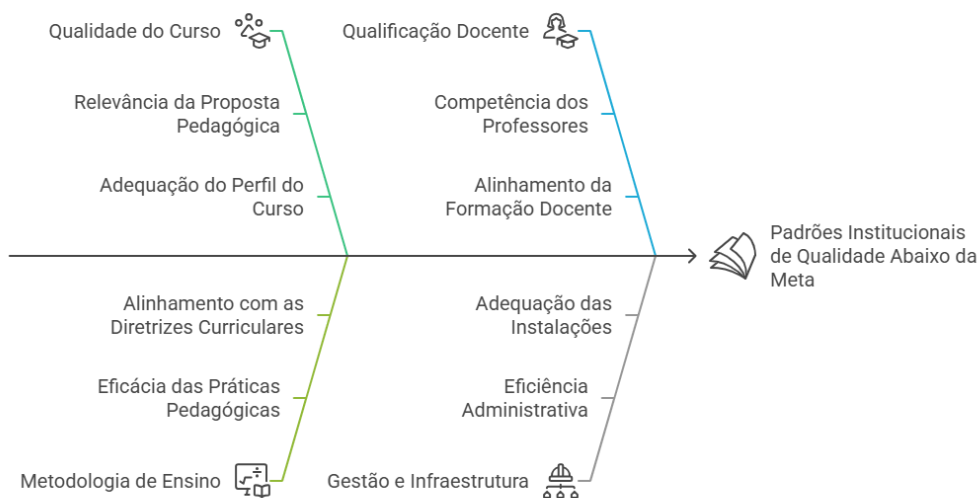 Qualidade do Curso
Relevância da Proposta
Pedagógica
Adequação do Perfil do
Curso
Qualificação Docente
Competência dos
Professores
Alinhamento da
Formação Docente
Padrões Institucionais
de Qualidade Abaixo da
Meta
Alinhamento com as
Diretrizes Curriculares
Eficácia das Práticas
Pedagógicas
Metodologia de Ensino
Adequação das
Instalações
Eficiência
Administrativa
Gestão e Infraestrutura